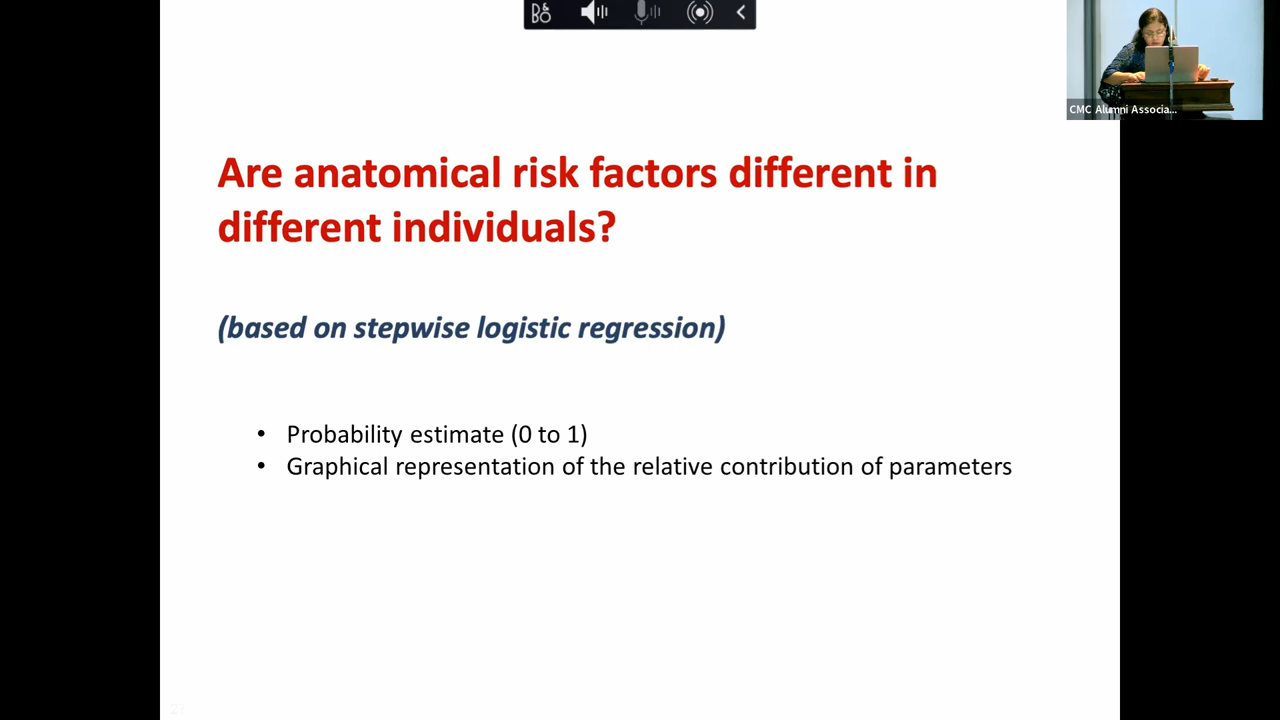 CMC Alumni Associa...
Are anatomical risk factors different in
different individuals?
(based on stepwise logistic regression)
• Probability estimate (0 to 1)
• Graphical representation of the relative contribution of parameters